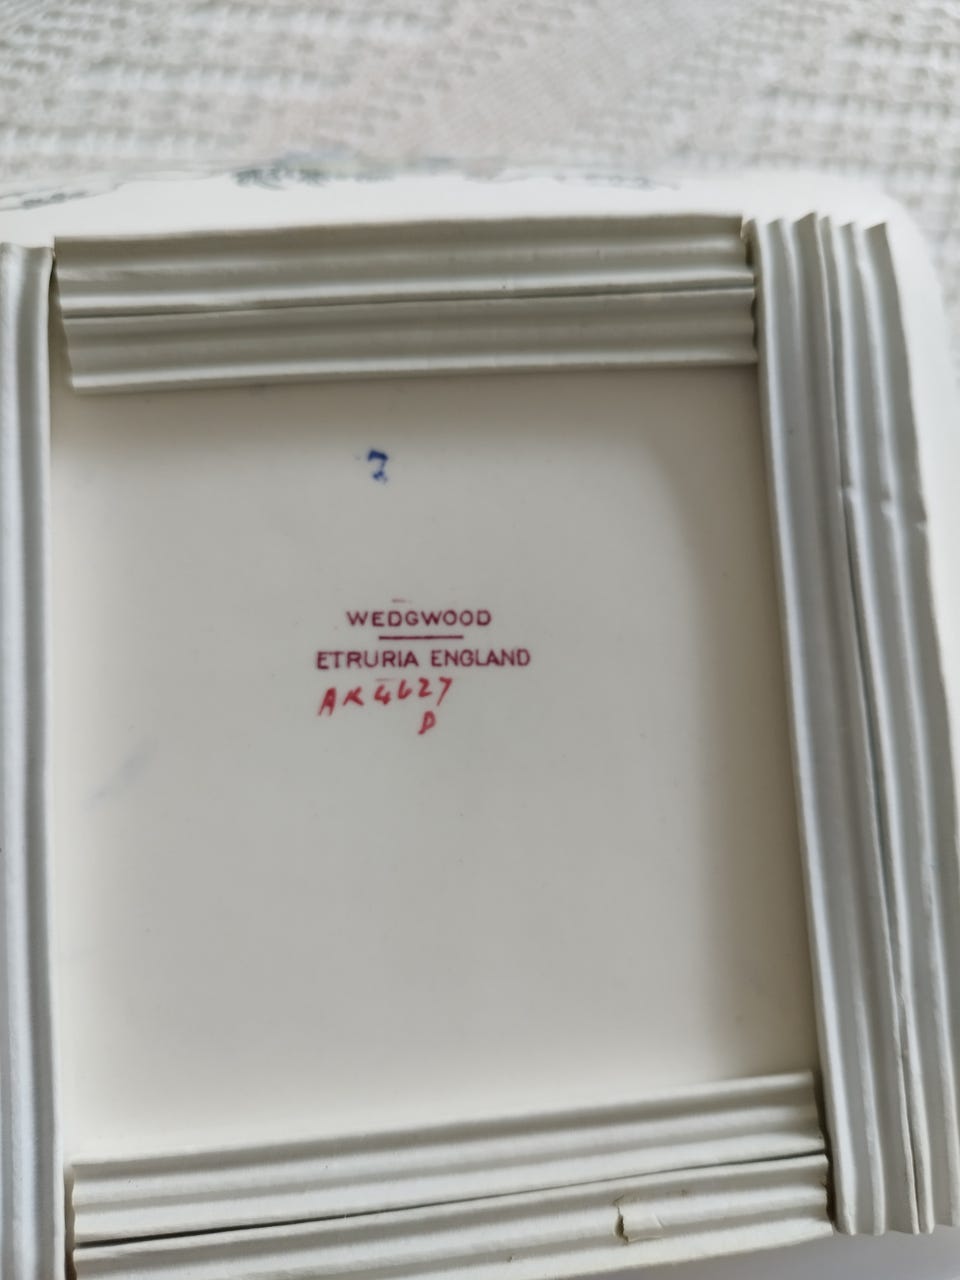 7
WEDGWOOD
ETRURIA ENGLAND
AK4627
D